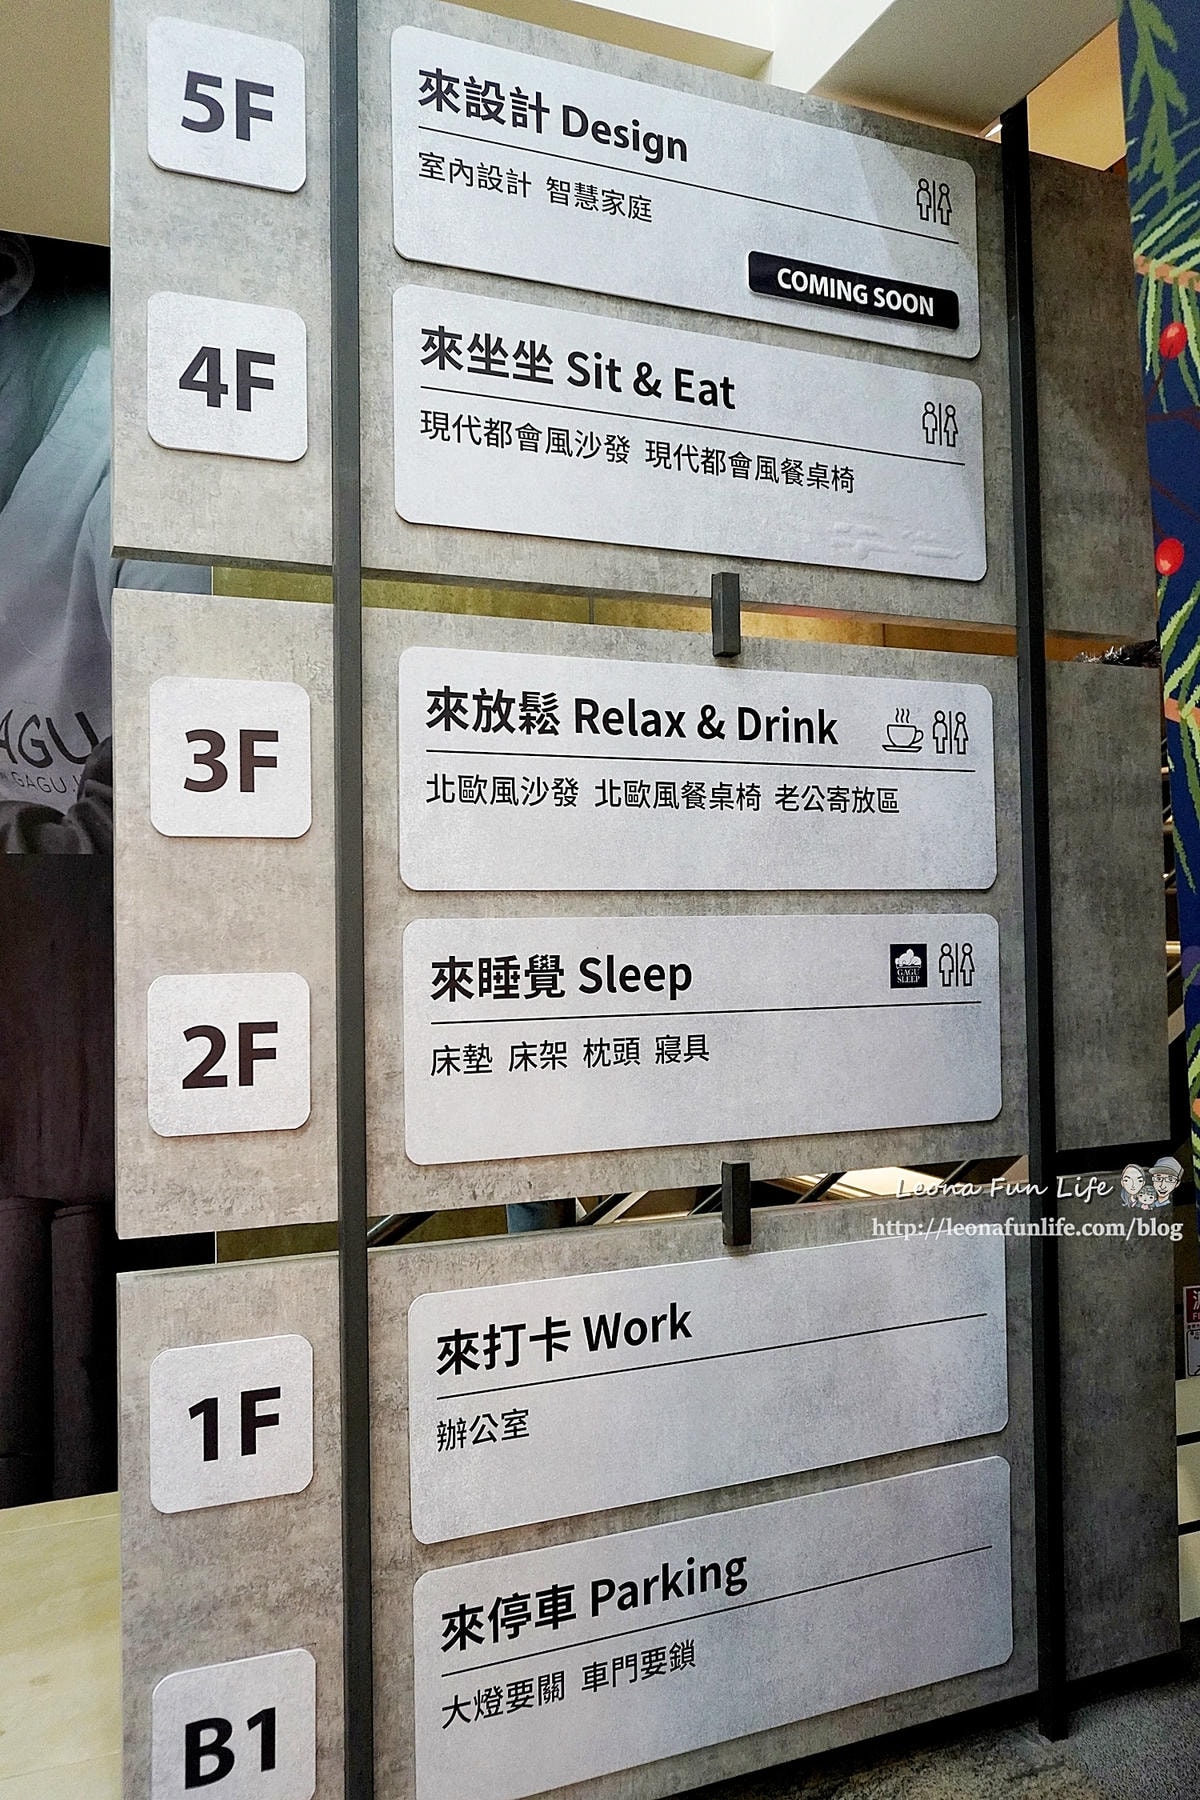 5F
來設計 Design
室內設計 智慧家庭
COMING SOON
4F
來坐坐 Sit & Eat
現代都會風沙發 現代都會風餐桌椅
3F
來放鬆 Relax & Drink
北歐風沙發 北歐風餐桌椅 老公寄放區
AGU
GAGU
2F
來睡覺 Sleep
GAGU
SLEEP
床墊 床架 枕頭 寢具
Leona Fun Life
http://leonafunlife.com/blog
1F
來打卡 Work
辦公室
B1
來停車 Parking
大燈要關 車門要鎖